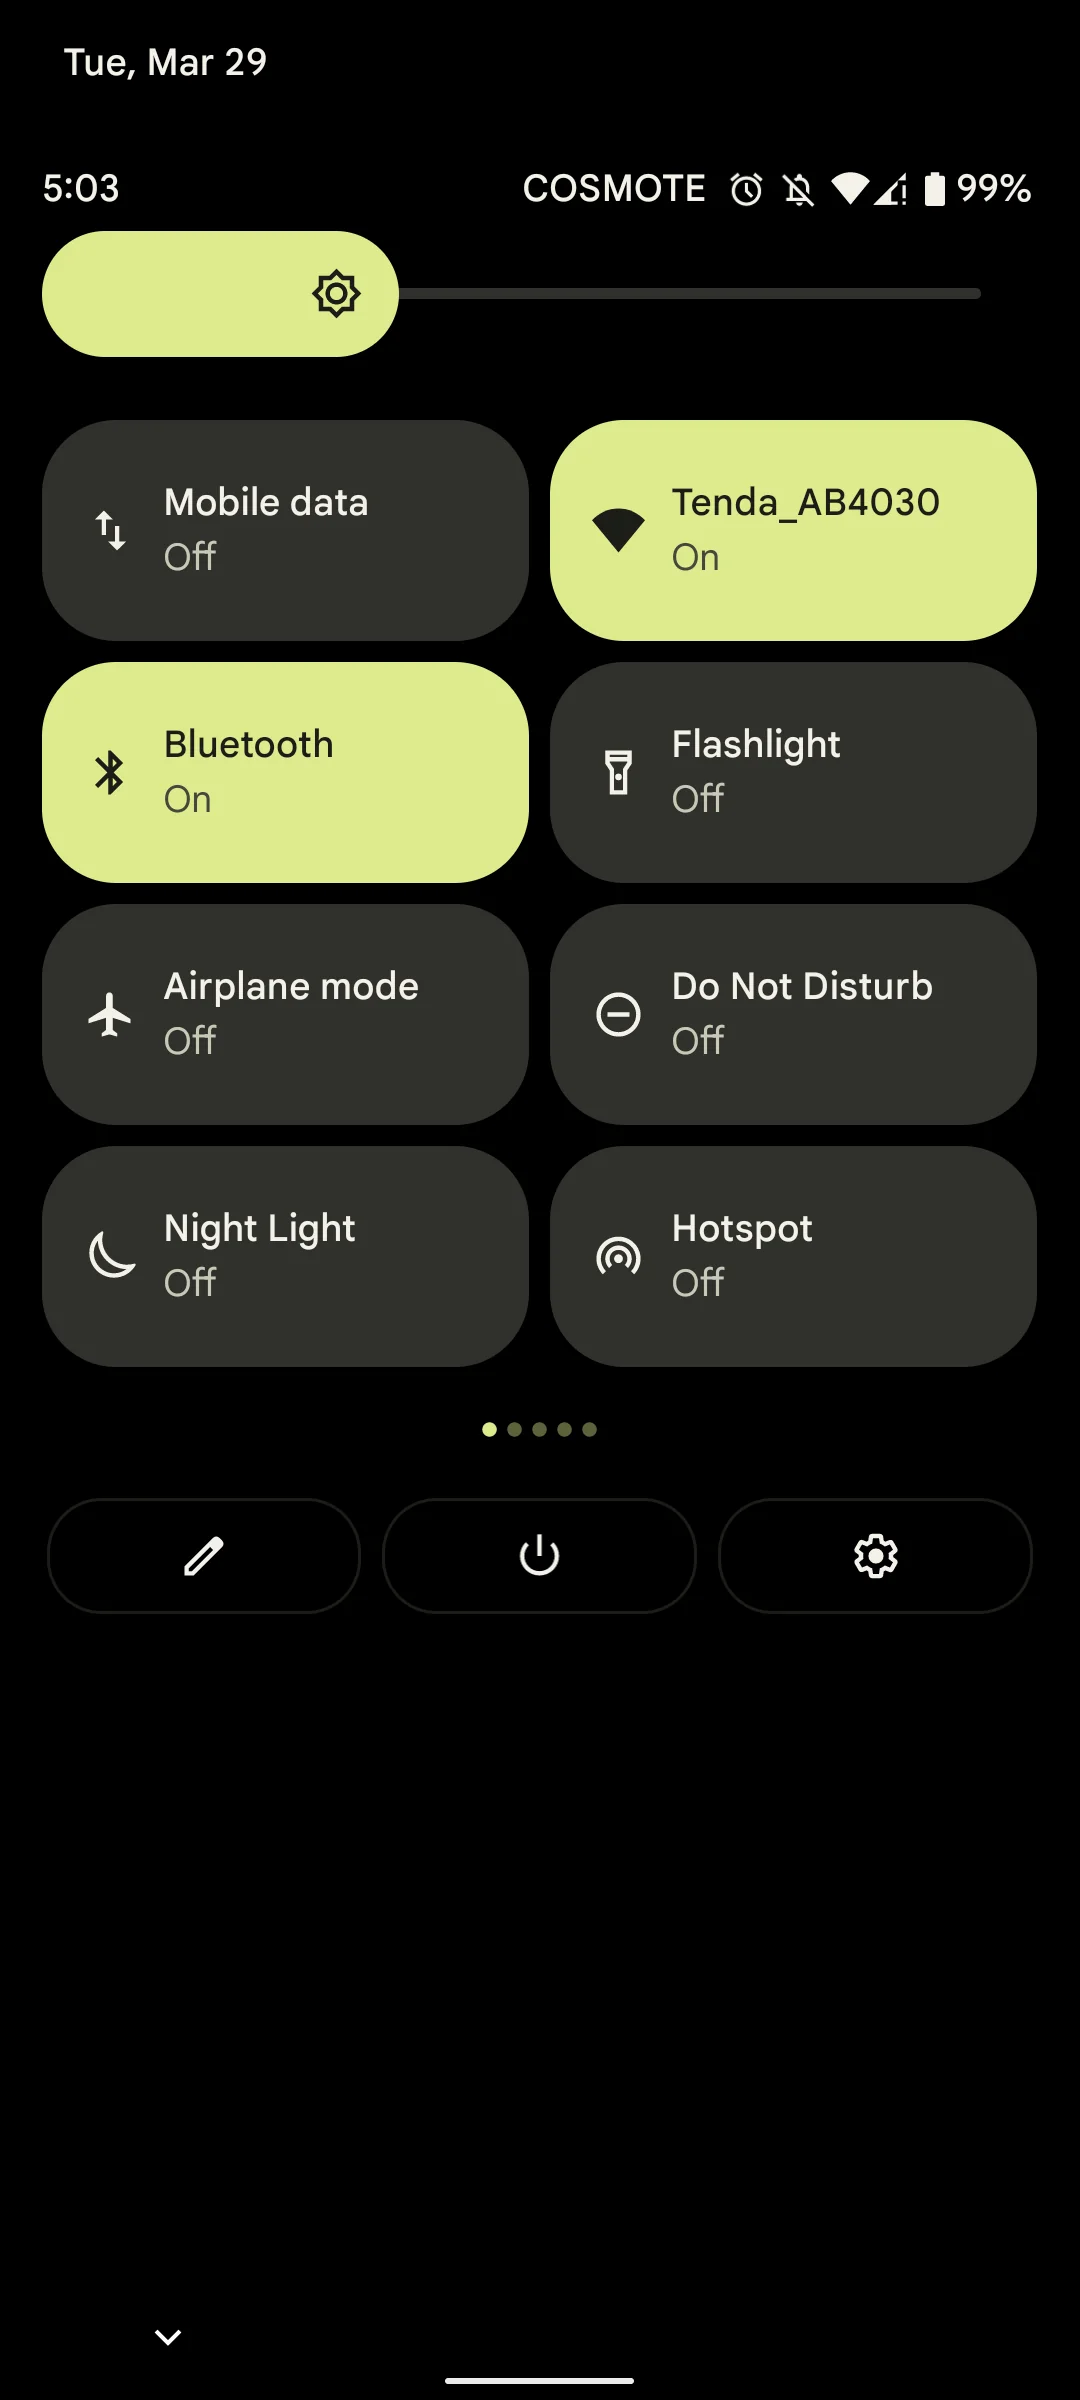 Tue, Mar 29
5:03 COSMOTE 99%
Mobile data
Off
Tenda_AB4030
On
Bluetooth
On
Flashlight
Off
Airplane mode
Off
Do Not Disturb
Off
Night Light
Off
Hotspot
Off